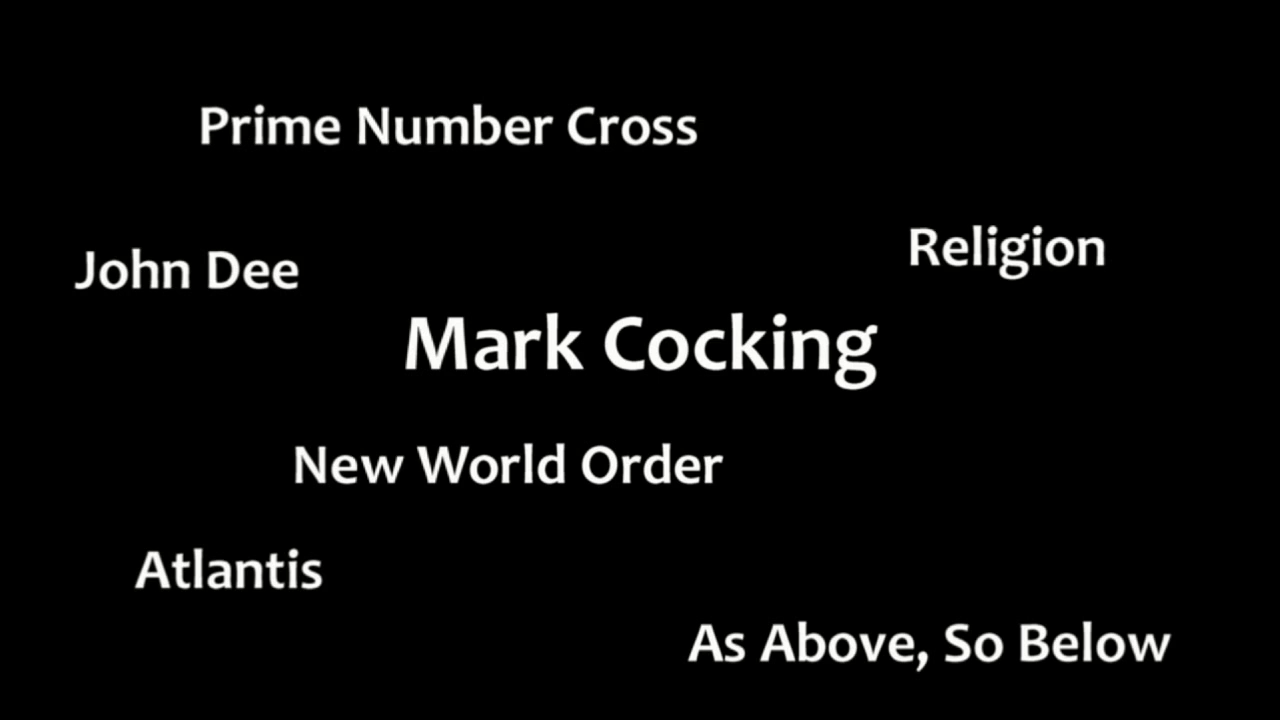 Prime Number Cross
Religion
John Dee
Mark Cocking
New World Order
Atlantis
As Above, So Below